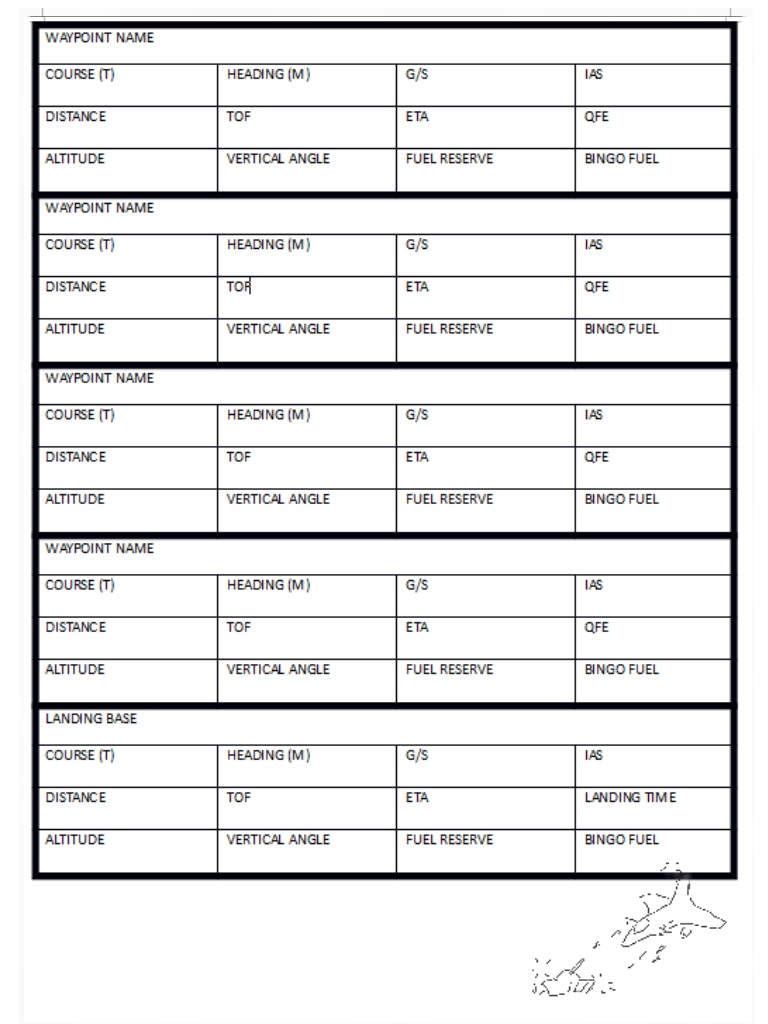 WAYPOINT NAME
COURSE (T) HEADING (M) G/S IAS
DISTANCE TOF ETA QFE
ALTITUDE VERTICAL ANGLE FUEL RESERVE BINGO FUEL
WAYPOINT NAME
COURSE (T) HEADING (M) G/S IAS
DISTANCE TOF ETA QFE
ALTITUDE VERTICAL ANGLE FUEL RESERVE BINGO FUEL
WAYPOINT NAME
COURSE (T) HEADING (M) G/S IAS
DISTANCE TOF ETA QFE
ALTITUDE VERTICAL ANGLE FUEL RESERVE BINGO FUEL
WAYPOINT NAME
COURSE (T) HEADING (M) G/S IAS
DISTANCE TOF ETA QFE
ALTITUDE VERTICAL ANGLE FUEL RESERVE BINGO FUEL
LANDING BASE
COURSE (T) HEADING (M) G/S IAS
DISTANCE TOF ETA LANDING TIME
ALTITUDE VERTICAL ANGLE FUEL RESERVE BINGO FUEL